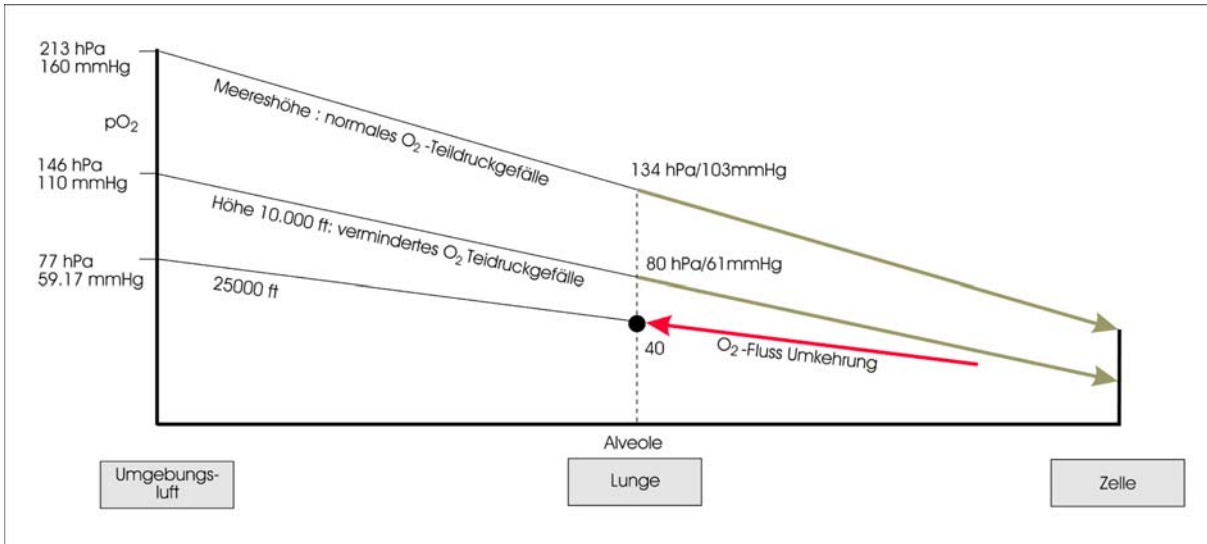 213 hPa
160 mmHg
pO₂
Meereshöhe : normales O₂ -Teildruckgefälle
146 hPa
110 mmHg
134 hPa/103mmHg
Höhe 10.000 ft: vermindertes O₂ Teidruckgefälle
77 hPa
59.17 mmHg
80 hPa/61mmHg
25000 ft
40
O₂ -Fluss Umkehrung
Alveole
Umgebungs-
luft
Lunge
Zelle